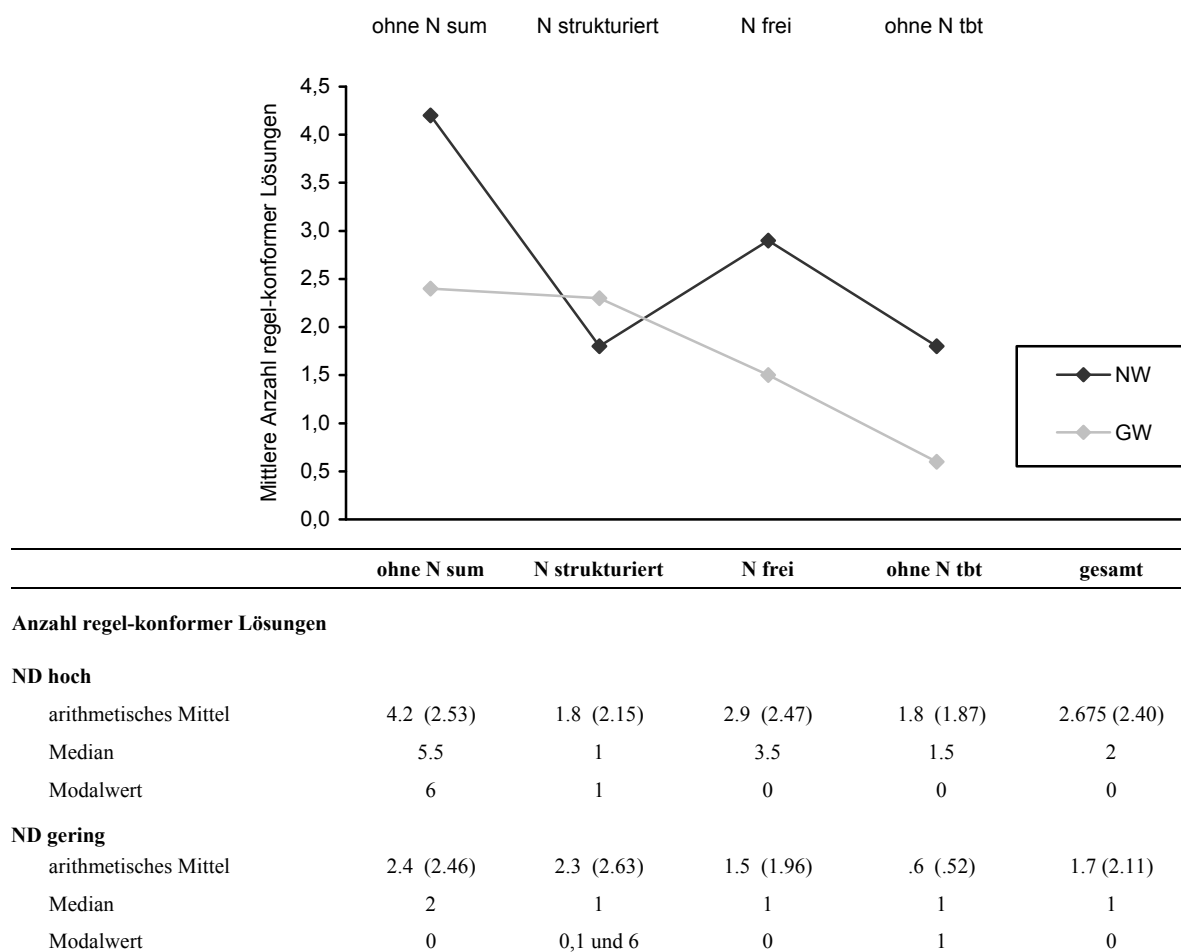 ohne N sum N strukturiert N frei ohne N tbt
Mittlere Anzahl regel-konformer Lösungen
4,5
4,0
3,5
3,0
2,5
2,0
1,5
1,0
0,5
0,0
NW
GW
ohne N sum N strukturiert N frei ohne N tbt gesamt
Anzahl regel-konformer Lösungen
ND hoch
arithmetisches Mittel 4.2 (2.53) 1.8 (2.15) 2.9 (2.47) 1.8 (1.87) 2.675 (2.40)
Median 5.5 1 3.5 1.5 2
Modalwert 6 1 0 0 0
ND gering
arithmetisches Mittel 2.4 (2.46) 2.3 (2.63) 1.5 (1.96) .6 (.52) 1.7 (2.11)
Median 2 1 1 1 1
Modalwert 0 0,1 und 6 0 1 0